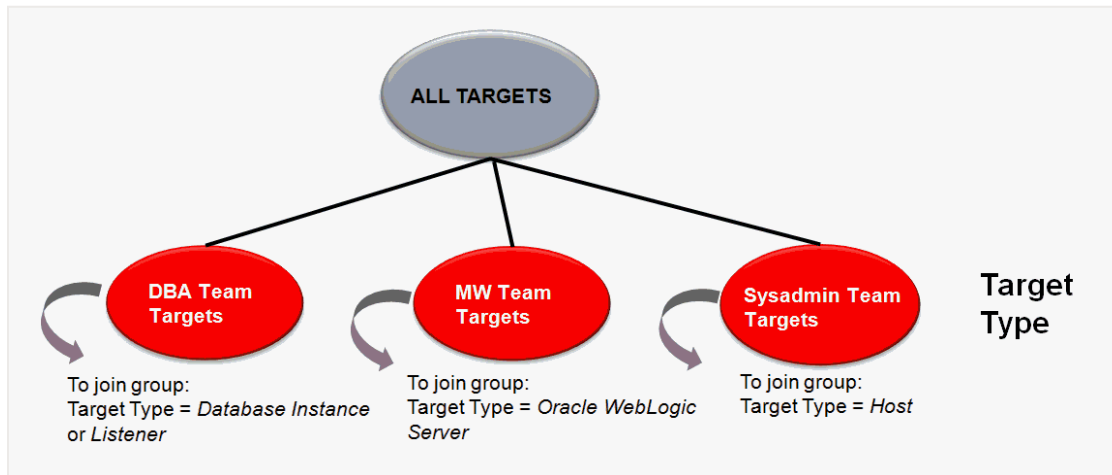 ALL TARGETS
DBA Team
Targets
MW Team
Targets
Sysadmin Team
Targets
Target
Type
To join group:
Target Type = Database Instance
or Listener
To join group:
Target Type = Oracle WebLogic
Server
To join group:
Target Type = Host